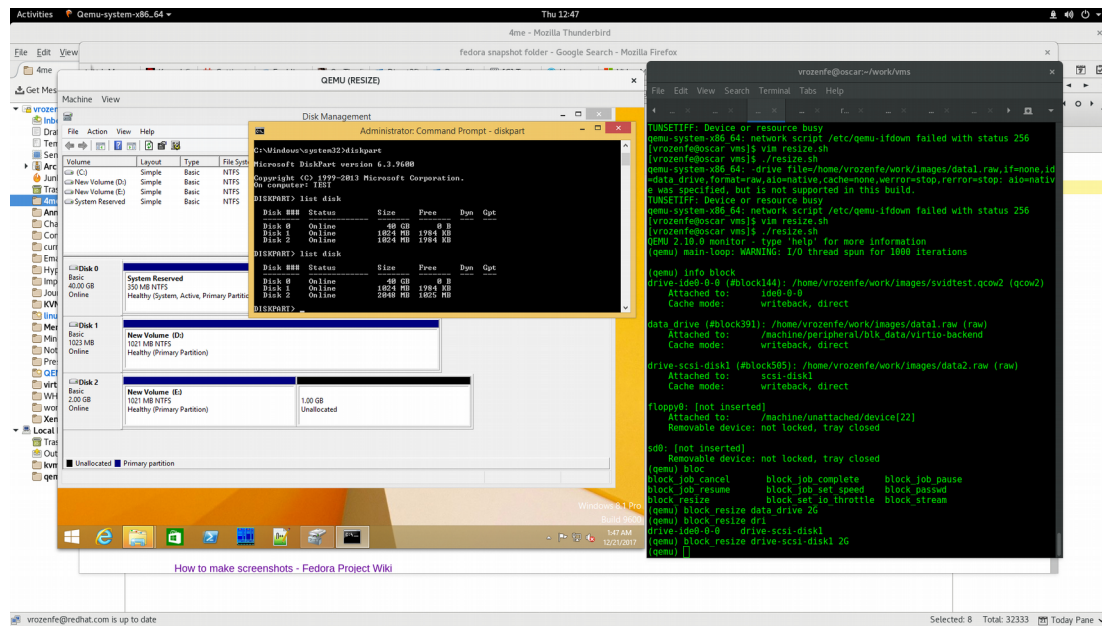 Activities Qemu-system-x86_64 Thu 12:47
4me - Mozilla Thunderbird
File Edit View fedora snapshot folder - Google Search - Mozilla Firefox
4me
Get Mes
QEMU (RESIZE)
Machine View
Disk Management
File Action View Help
Volume Layout Type File Syste
(C:) Simple Basic NTFS
New Volume (D:) Simple Basic NTFS
New Volume (E:) Simple Basic NTFS
System Reserved Simple Basic NTFS
Disk 0
Basic
40.00 GB
Online
System Reserved
350 MB NTFS
Healthy (System, Active, Primary Partitio
Disk 1
Basic
1023 MB
Online
New Volume (D:)
1021 MB NTFS
Healthy (Primary Partition)
Disk 2
Basic
2.00 GB
Online
New Volume (E:)
1021 MB NTFS
Healthy (Primary Partition)
1.00 GB
Unallocated
Unallocated Primary partition
Administrator: Command Prompt - diskpart
C:\Windows\system32>diskpart
Microsoft DiskPart version 6.3.9600
Copyright (C) 1999-2013 Microsoft Corporation.
On computer: TEST
DISKPART> list disk
Disk ### Status Size Free Dyn Gpt
Disk 0 Online 40 GB 0 B
Disk 1 Online 1024 MB 1984 KB
Disk 2 Online 1024 MB 1984 KB
DISKPART> list disk
Disk ### Status Size Free Dyn Gpt
Disk 0 Online 40 GB 0 B
Disk 1 Online 1024 MB 1984 KB
Disk 2 Online 2048 MB 1025 MB
DISKPART> _
Windows 8.1 Pro
Build 9600
1:47 AM
12/21/2017
vrozenfe@oscar:~/work/vms
File Edit View Search Terminal Tabs Help
TUNSETIFF: Device or resource busy
qemu-system-x86_64: network script /etc/qemu-ifdown failed with status 256
[vrozenfe@oscar vms]$ vim resize.sh
[vrozenfe@oscar vms]$ ./resize.sh
qemu-system-x86_64: -drive file=/home/vrozenfe/work/images/data1.raw,if=none,id
=data_drive,format=raw,aio=native,cache=none,werror=stop,rerror=stop: aio=nativ
e was specified, but is not supported in this build.
TUNSETIFF: Device or resource busy
qemu-system-x86_64: network script /etc/qemu-ifdown failed with status 256
[vrozenfe@oscar vms]$ vim resize.sh
[vrozenfe@oscar vms]$ ./resize.sh
QEMU 2.10.0 monitor - type 'help' for more information
(qemu) main-loop: WARNING: I/O thread spun for 1000 iterations
(qemu) info block
drive-ide0-0-0 (#block144): /home/vrozenfe/work/images/svidtest.qcow2 (qcow2)
Attached to: ide0-0-0
Cache mode: writeback, direct
data_drive (#block391): /home/vrozenfe/work/images/data1.raw (raw)
Attached to: /machine/peripheral/blk_data/virtio-backend
Cache mode: writeback, direct
drive-scsi-disk1 (#block505): /home/vrozenfe/work/images/data2.raw (raw)
Attached to: scsi-disk1
Cache mode: writeback, direct
floppy0: [not inserted]
Attached to: /machine/unattached/device[22]
Removable device: not locked, tray closed
sd0: [not inserted]
Removable device: not locked, tray closed
(qemu) bloc
block_job_cancel block_job_complete block_job_pause
block_job_resume block_job_set_speed block_passwd
block_resize block_set_io_throttle block_stream
(qemu) block_resize data_drive 2G
(qemu) block_resize dri
drive-ide0-0-0 drive-scsi-disk1
(qemu) block_resize drive-scsi-disk1 2G
(qemu)
How to make screenshots - Fedora Project Wiki
vrozenfe@redhat.com is up to date Selected: 8 Total: 32333 Today Pane